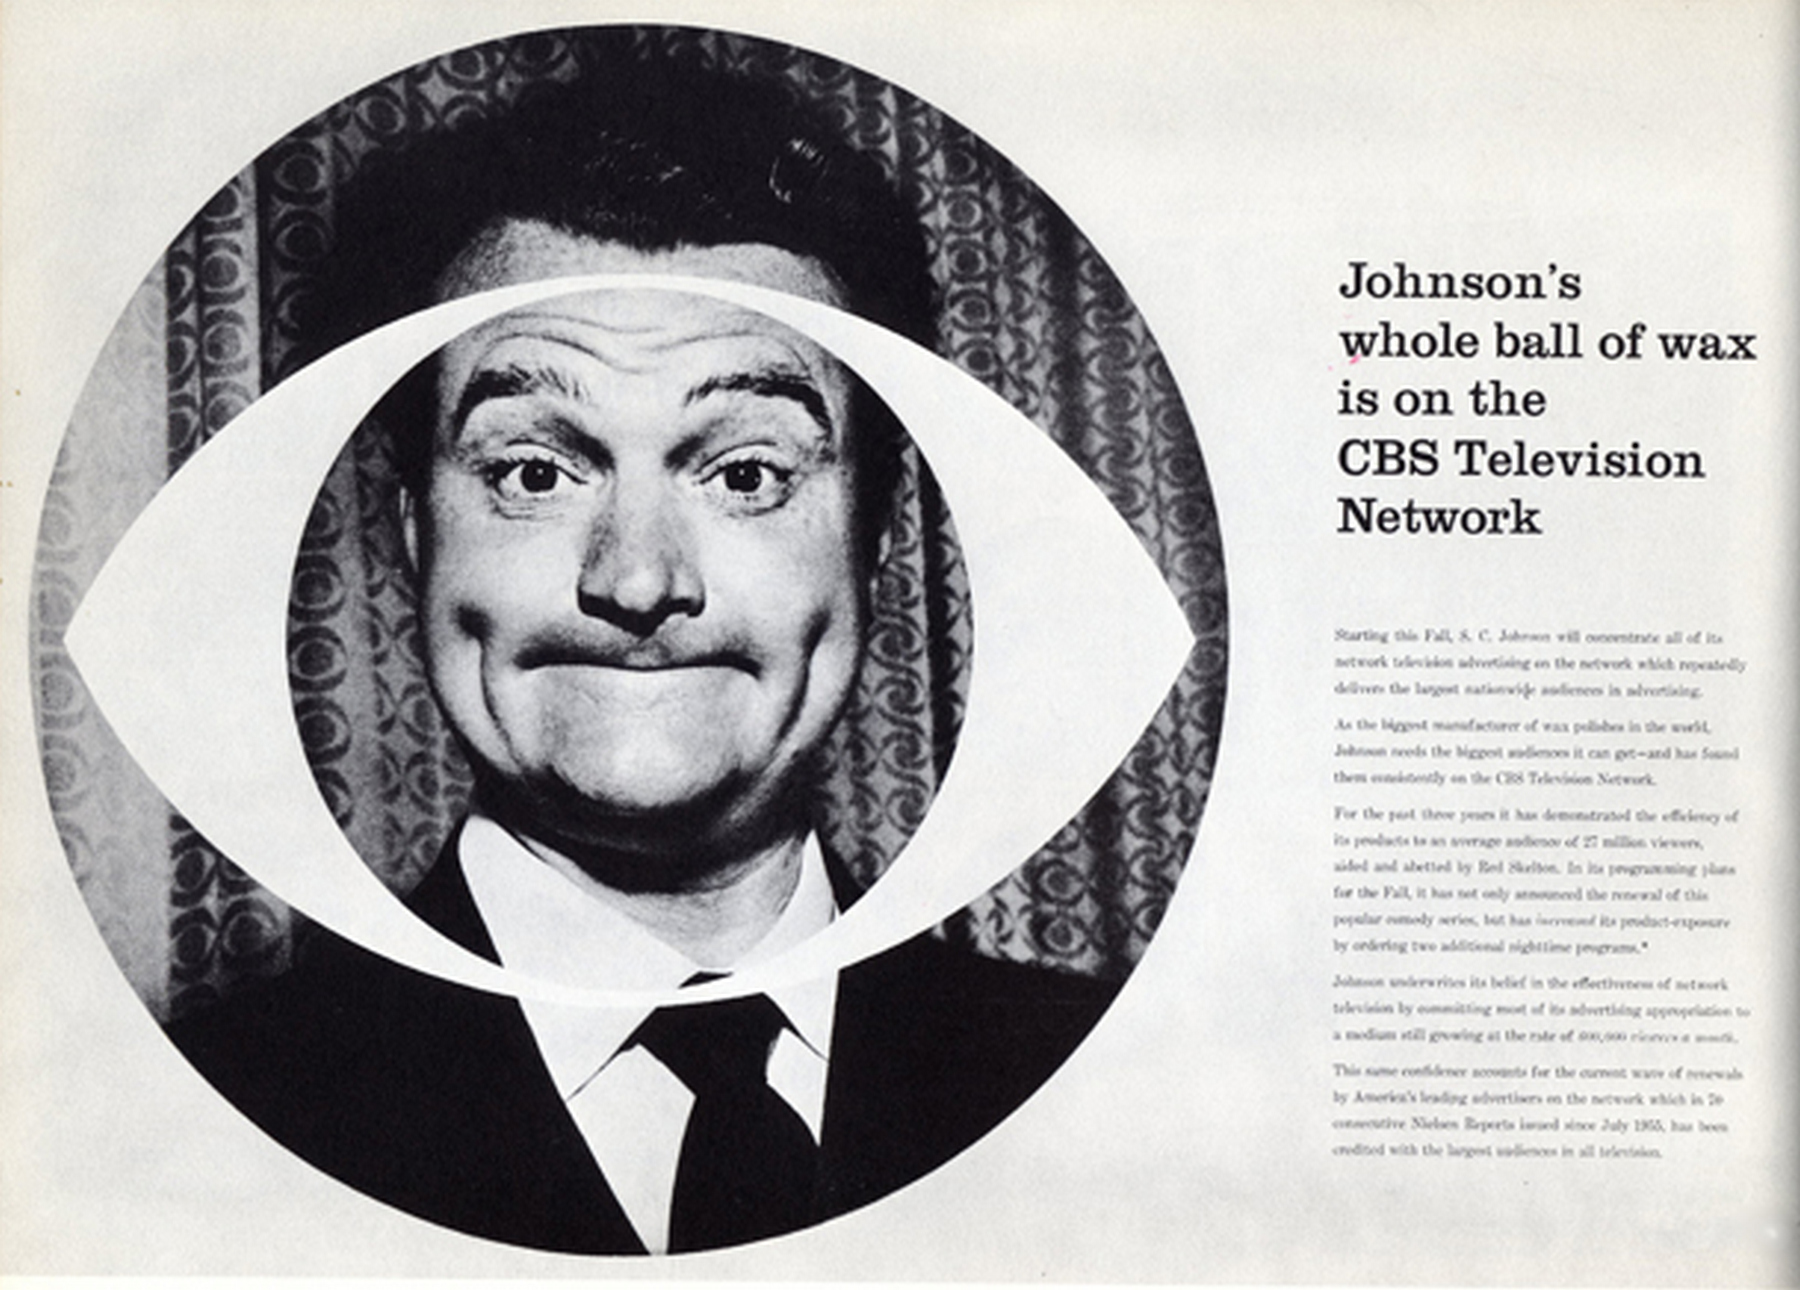 Johnson's
whole ball of wax
is on the
CBS Television
Network
Starting this Fall, S. C. Johnson will concentrate all of its
network television advertising on the network which repeatedly
delivers the largest nationwide audiences in advertising.
As the biggest manufacturer of wax polishes in the world,
Johnson needs the biggest audiences it can get—and has found
them consistently on the CBS Television Network.
For the past three years it has demonstrated the efficiency of
its products to an average audience of 27 million viewers,
aided and abetted by Red Skelton. In its programming plans
for the Fall, it has not only announced the renewal of this
popular comedy series, but has increased its product-exposure
by ordering two additional nighttime programs.*
Johnson underwrites its belief in the effectiveness of network
television by committing most of its advertising appropriation to
a medium still growing at the rate of viewers a month.
This same confidence accounts for the current wave of renewals
by America's leading advertisers on the network which in
consecutive Nielsen Reports issued since July 1955, has been
credited with the largest audiences in all television.